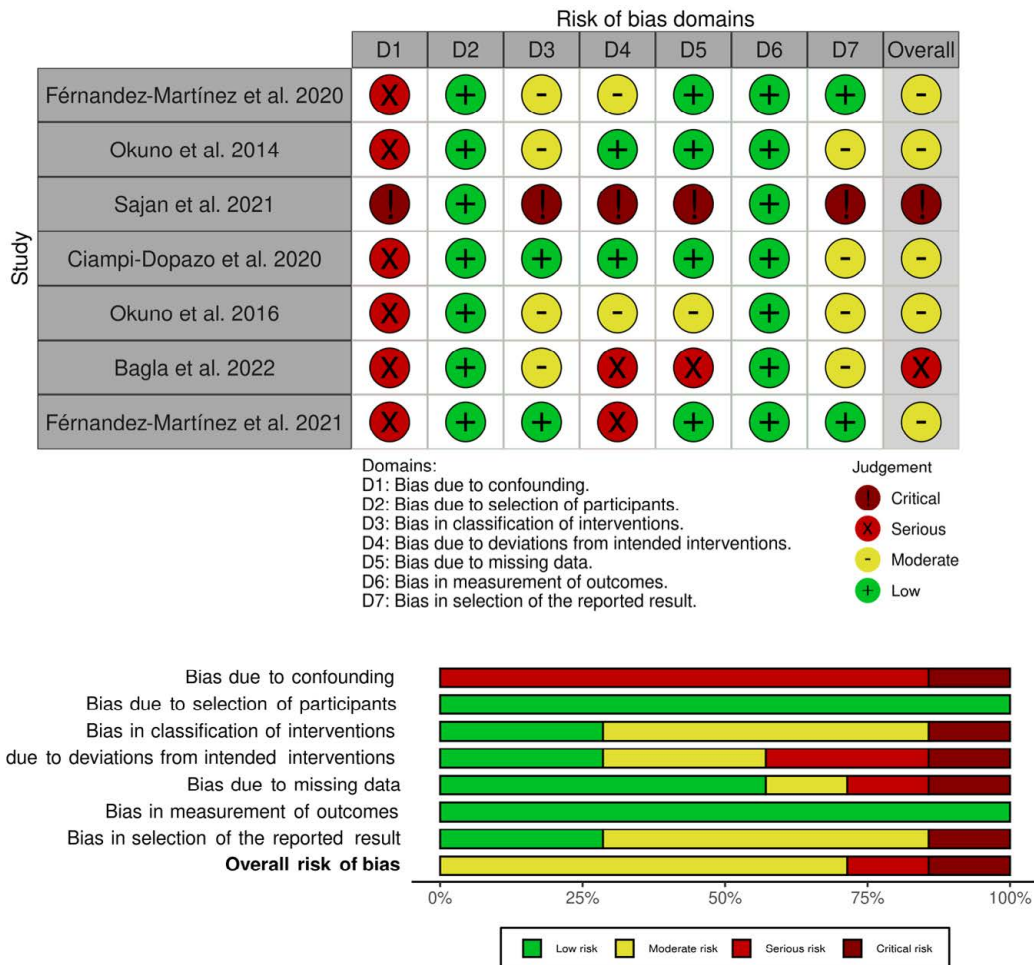 Risk of bias domains
D1 D2 D3 D4 D5 D6 D7 Overall
Study
Férnandez-Martínez et al. 2020 X + - - + + + -
Okuno et al. 2014 X + - + + + - -
Sajan et al. 2021 ! + ! ! ! + ! !
Ciampi-Dopazo et al. 2020 X + + + + + - -
Okuno et al. 2016 X + - - - + - -
Bagla et al. 2022 X + - X X + - X
Férnandez-Martínez et al. 2021 X + + X + + + -
Domains:
D1: Bias due to confounding.
D2: Bias due to selection of participants.
D3: Bias in classification of interventions.
D4: Bias due to deviations from intended interventions.
D5: Bias due to missing data.
D6: Bias in measurement of outcomes.
D7: Bias in selection of the reported result.
Judgement
! Critical
X Serious
- Moderate
+ Low
Bias due to confounding
Bias due to selection of participants
Bias in classification of interventions
due to deviations from intended interventions
Bias due to missing data
Bias in measurement of outcomes
Bias in selection of the reported result
Overall risk of bias
0% 25% 50% 75% 100%
Low risk Moderate risk Serious risk Critical risk